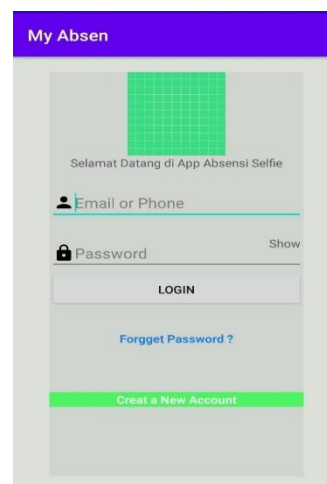 My Absen
Selamat Datang di App Absensi Selfie
Email or Phone
Password
Show
LOGIN
Forgget Password ?
Creat a New Account